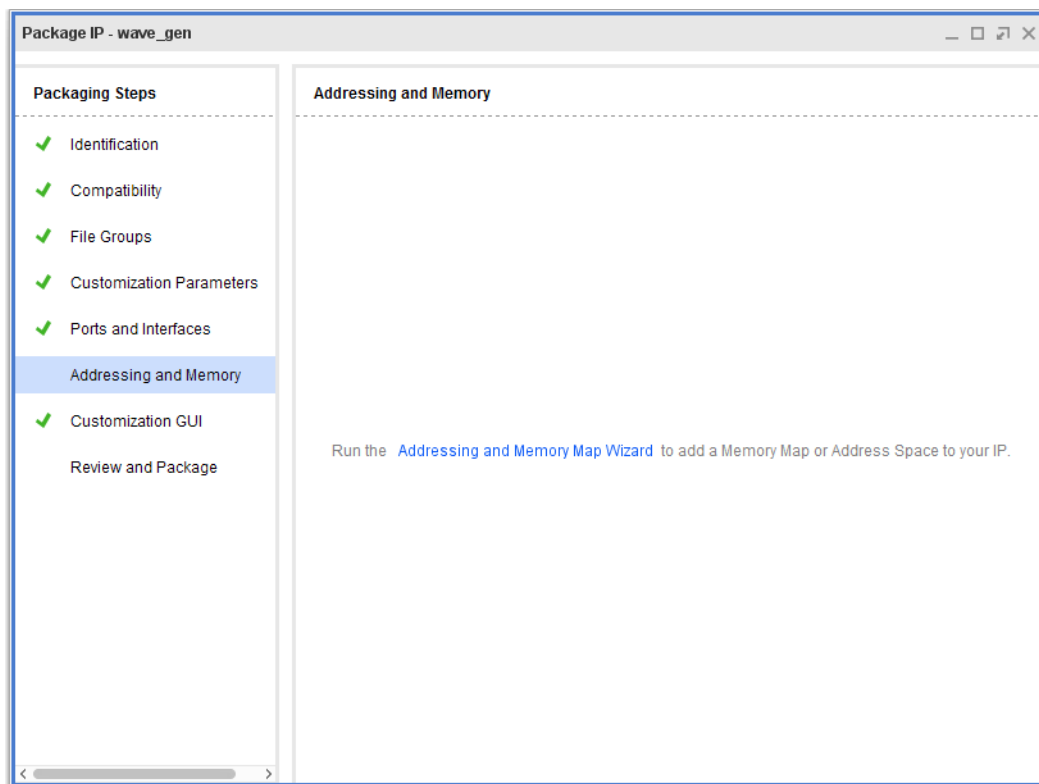 Package IP - wave_gen
Packaging Steps
Identification
Compatibility
File Groups
Customization Parameters
Ports and Interfaces
Addressing and Memory
Customization GUI
Review and Package
Addressing and Memory
Run the Addressing and Memory Map Wizard to add a Memory Map or Address Space to your IP.